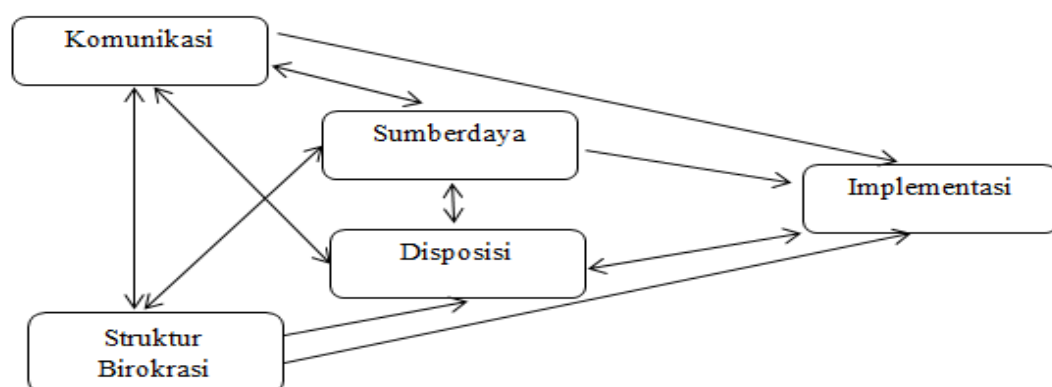 Komunikasi
Sumberdaya
Implementasi
Disposisi
Struktur
Birokrasi